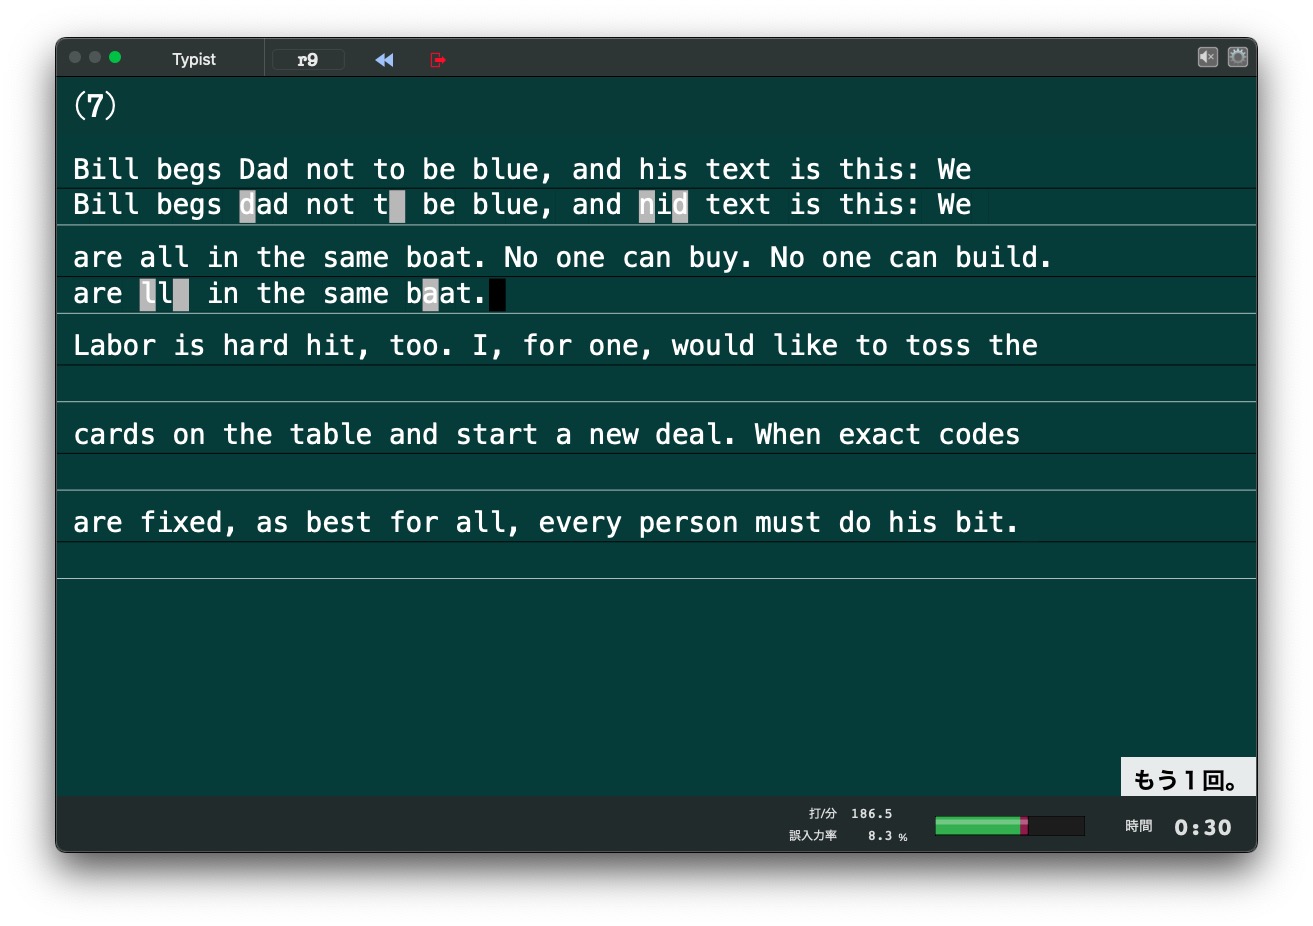 Typist
r9
(7)
Bill begs Dad not to be blue, and his text is this: We
Bill begs dad not t  be blue, and nid text is this: We
are all in the same boat. No one can buy. No one can build.
are ll  in the same baat.
Labor is hard hit, too. I, for one, would like to toss the
cards on the table and start a new deal. When exact codes
are fixed, as best for all, every person must do his bit.
もう1回。
打/分 186.5
誤入力率 8.3 %
時間 0:30